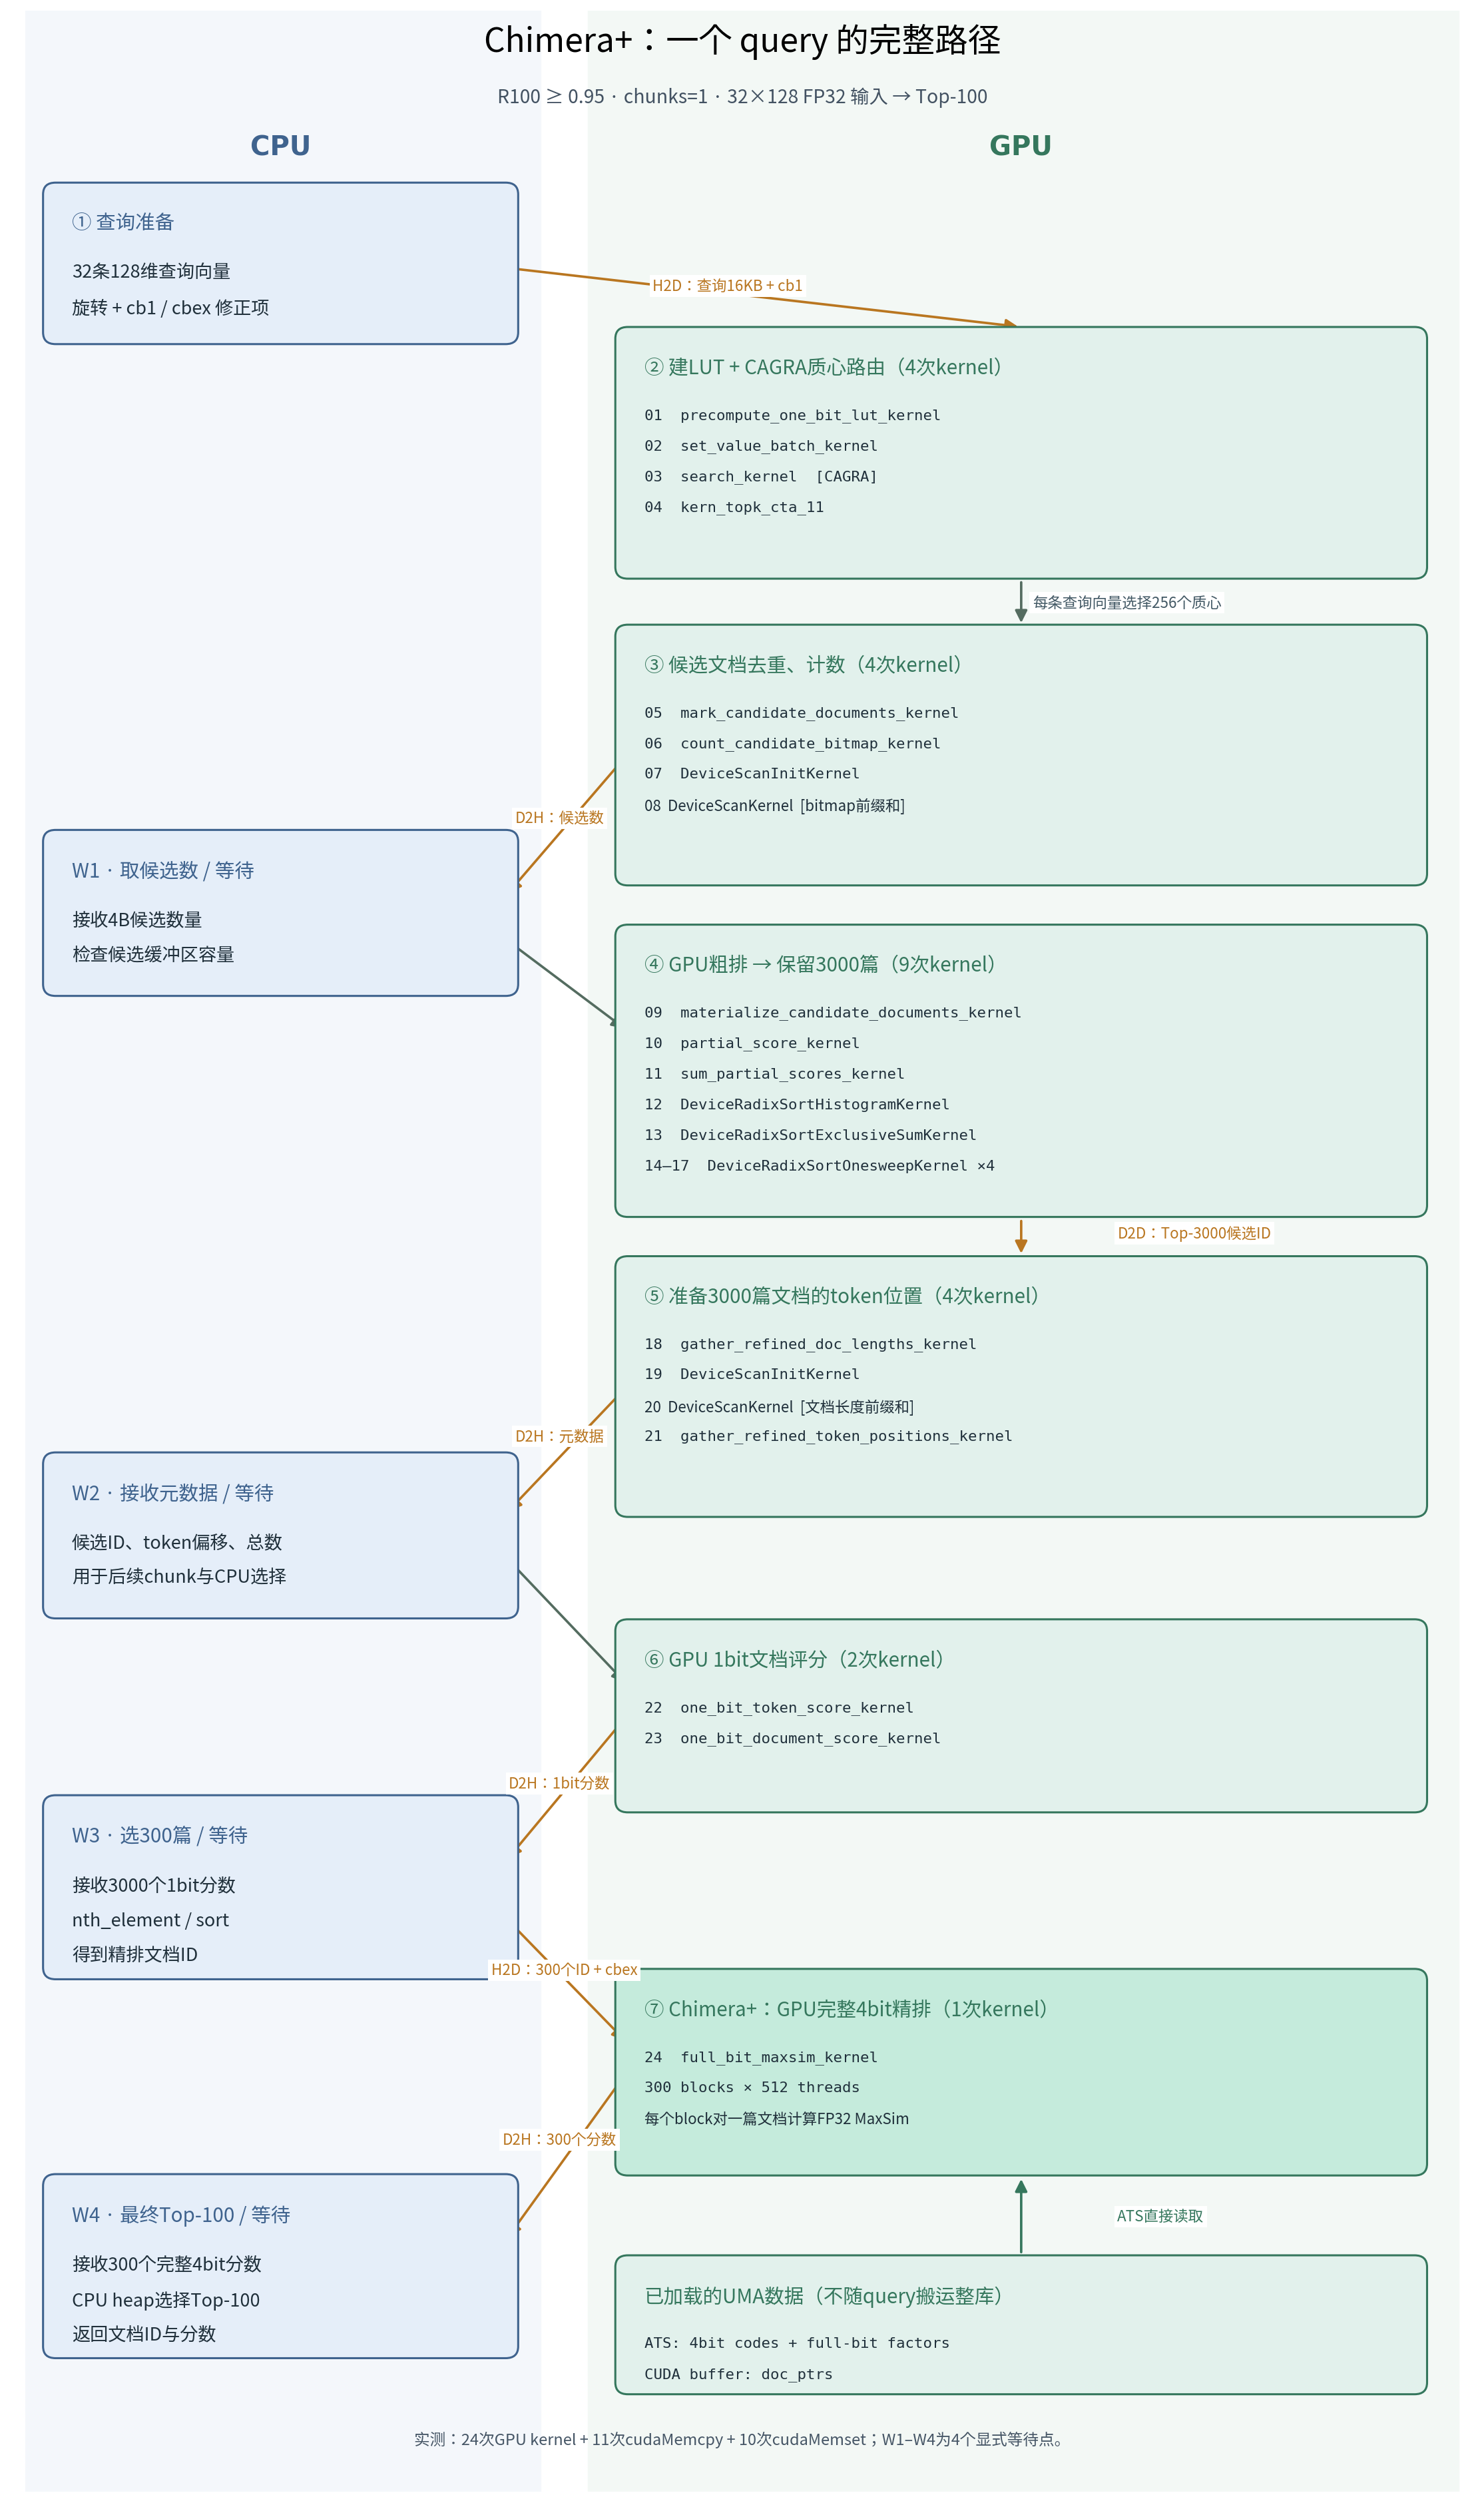 Chimera+：一个 query 的完整路径
R100 ≥ 0.95 · chunks=1 · 32×128 FP32 输入 → Top-100
CPU
GPU
① 查询准备
32条128维查询向量
旋转 + cb1 / cbex 修正项
H2D：查询16KB + cb1
② 建LUT + CAGRA质心路由（4次kernel）
01 precompute_one_bit_lut_kernel
02 set_value_batch_kernel
03 search_kernel [CAGRA]
04 kern_topk_cta_11
每条查询向量选择256个质心
③ 候选文档去重、计数（4次kernel）
05 mark_candidate_documents_kernel
06 count_candidate_bitmap_kernel
07 DeviceScanInitKernel
08 DeviceScanKernel [bitmap前缀和]
D2H：候选数
W1 · 取候选数 / 等待
接收4B候选数量
检查候选缓冲区容量
④ GPU粗排 → 保留3000篇（9次kernel）
09 materialize_candidate_documents_kernel
10 partial_score_kernel
11 sum_partial_scores_kernel
12 DeviceRadixSortHistogramKernel
13 DeviceRadixSortExclusiveSumKernel
14–17 DeviceRadixSortOnesweepKernel ×4
D2D：Top-3000候选ID
⑤ 准备3000篇文档的token位置（4次kernel）
18 gather_refined_doc_lengths_kernel
19 DeviceScanInitKernel
20 DeviceScanKernel [文档长度前缀和]
21 gather_refined_token_positions_kernel
D2H：元数据
W2 · 接收元数据 / 等待
候选ID、token偏移、总数
用于后续chunk与CPU选择
⑥ GPU 1bit文档评分（2次kernel）
22 one_bit_token_score_kernel
23 one_bit_document_score_kernel
D2H：1bit分数
W3 · 选300篇 / 等待
接收3000个1bit分数
nth_element / sort
得到精排文档ID
H2D：300个ID + cbex
⑦ Chimera+：GPU完整4bit精排（1次kernel）
24 full_bit_maxsim_kernel
300 blocks × 512 threads
每个block对一篇文档计算FP32 MaxSim
D2H：300个分数
W4 · 最终Top-100 / 等待
接收300个完整4bit分数
CPU heap选择Top-100
返回文档ID与分数
ATS直接读取
已加载的UMA数据（不随query搬运整库）
ATS: 4bit codes + full-bit factors
CUDA buffer: doc_ptrs
实测：24次GPU kernel + 11次cudaMemcpy + 10次cudaMemset；W1–W4为4个显式等待点。